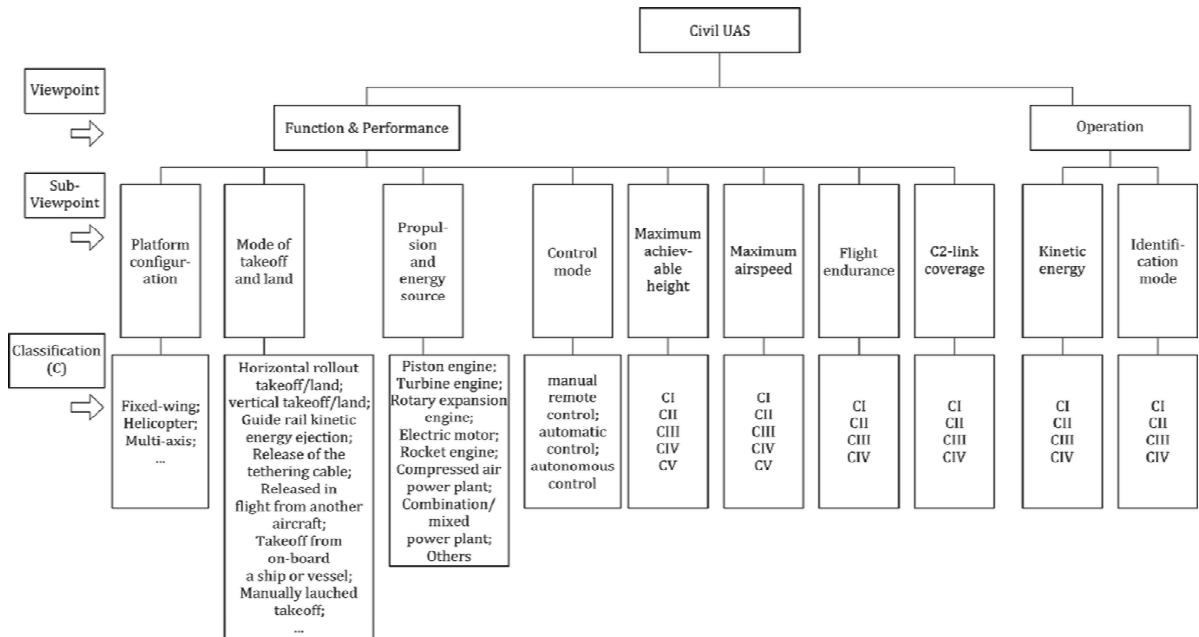 Civil UAS
Viewpoint
Function & Performance
Operation
Sub-
Viewpoint
Platform
configur-
ation
Mode of
takeoff
and land
Propul-
sion and
energy
source
Control
mode
Maximum
achiev-
able
height
Maximum
airspeed
Flight
endurance
C2-link
coverage
Kinetic
energy
Identifi-
cation
mode
Classification
(C)
Fixed-wing;
Helicopter;
Multi-axis;
...
Horizontal rollout
takeoff/land;
vertical takeoff/land;
Guide rail kinetic
energy ejection;
Release of the
tethering cable;
Released in
flight from another
aircraft;
Takeoff from
on-board
a ship or vessel;
Manually lauched
takeoff;
...
Piston engine;
Turbine engine;
Rotary expansion
engine;
Electric motor;
Rocket engine;
Compressed air
power plant;
Combination/
mixed
power plant;
Others
manual
remote
control;
automatic
control;
autonomous
control
CI
CII
CIII
CIV
CV
CI
CII
CIII
CIV
CV
CI
CII
CIII
CIV
CI
CII
CIII
CIV
CI
CII
CIII
CIV
CI
CII
CIII
CIV